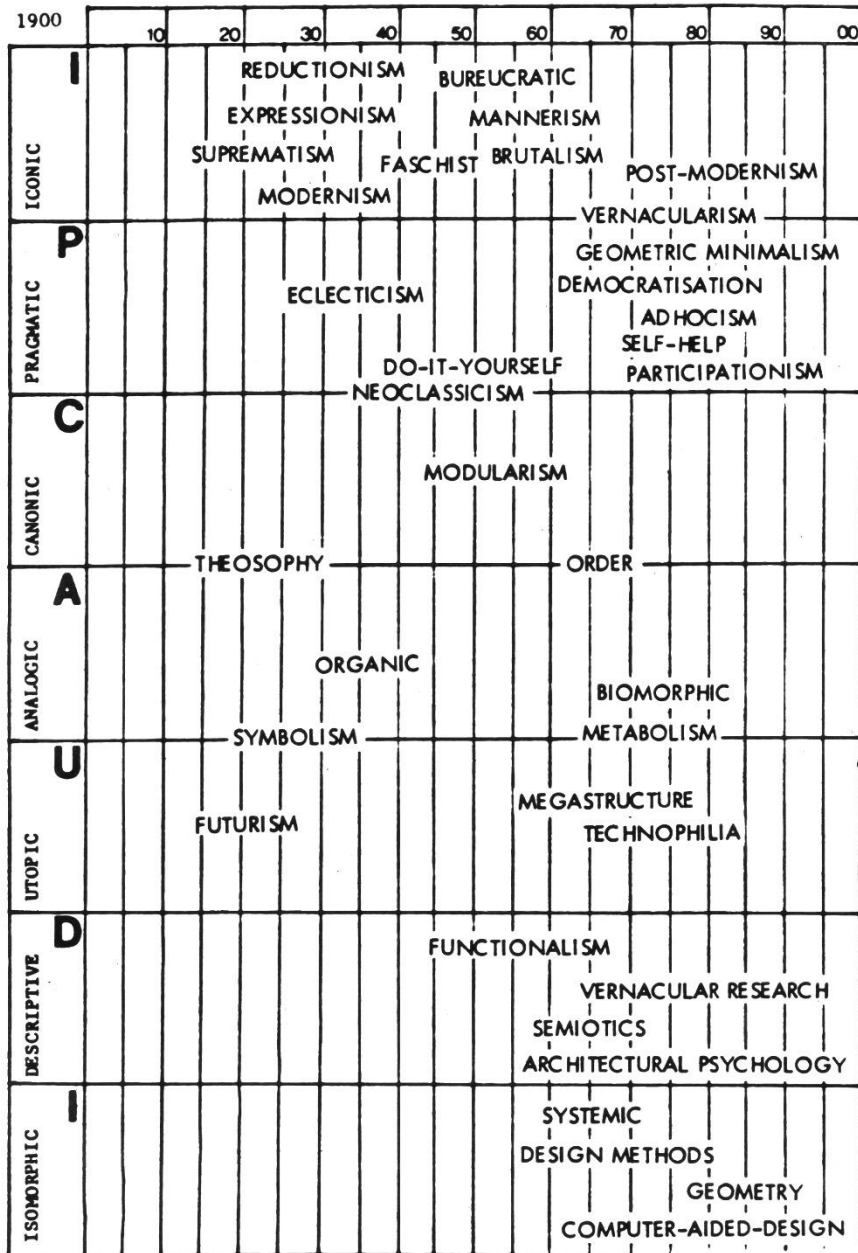 1900
10 20 30 40 50 60 70 80 90 00
I
ICONIC
REDUCTIONISM
BUREUCRATIC
EXPRESSIONISM
MANNERISM
SUPREMATISM
FASCHIST
BRUTALISM
POST-MODERNISM
MODERNISM
VERNACULARISM
P
PRAGMATIC
GEOMETRIC MINIMALISM
ECLECTICISM
DEMOCRATISATION
ADHOCISM
SELF-HELP
DO-IT-YOURSELF
PARTICIPATIONISM
NEOCLASSICISM
C
CANONIC
MODULARISM
THEOSOPHY
ORDER
A
ANALOGIC
ORGANIC
BIOMORPHIC
SYMBOLISM
METABOLISM
U
UTOPIC
MEGASTRUCTURE
FUTURISM
TECHNOPHILIA
D
DESCRIPTIVE
FUNCTIONALISM
VERNACULAR RESEARCH
SEMIOTICS
ARCHITECTURAL PSYCHOLOGY
I
ISOMORPHIC
SYSTEMIC
DESIGN METHODS
GEOMETRY
COMPUTER-AIDED-DESIGN